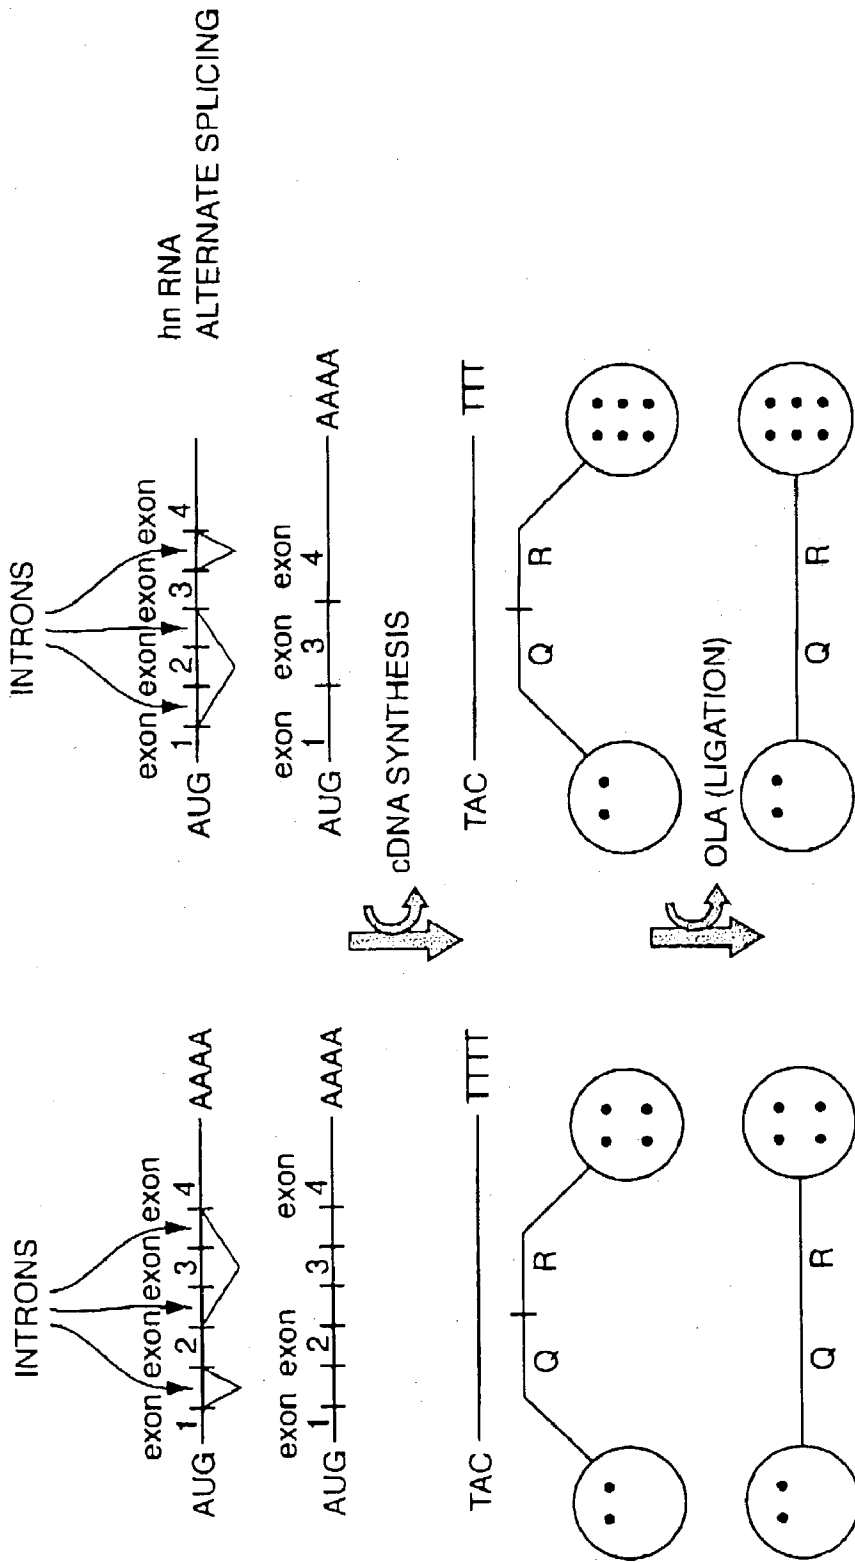 INTRONS INTRONS
exon exon exon exon exon exon exon exon hn RNA
1 2 3 4 1 2 3 4 ALTERNATE SPLICING
AUG AAAA AUG
exon exon exon exon exon exon
1 2 3 4 1 3 4
AUG AAAA AUG AAAA
cDNA SYNTHESIS
TAC TTTT TAC TTT
Q R Q R
OLA (LIGATION)
Q R Q R